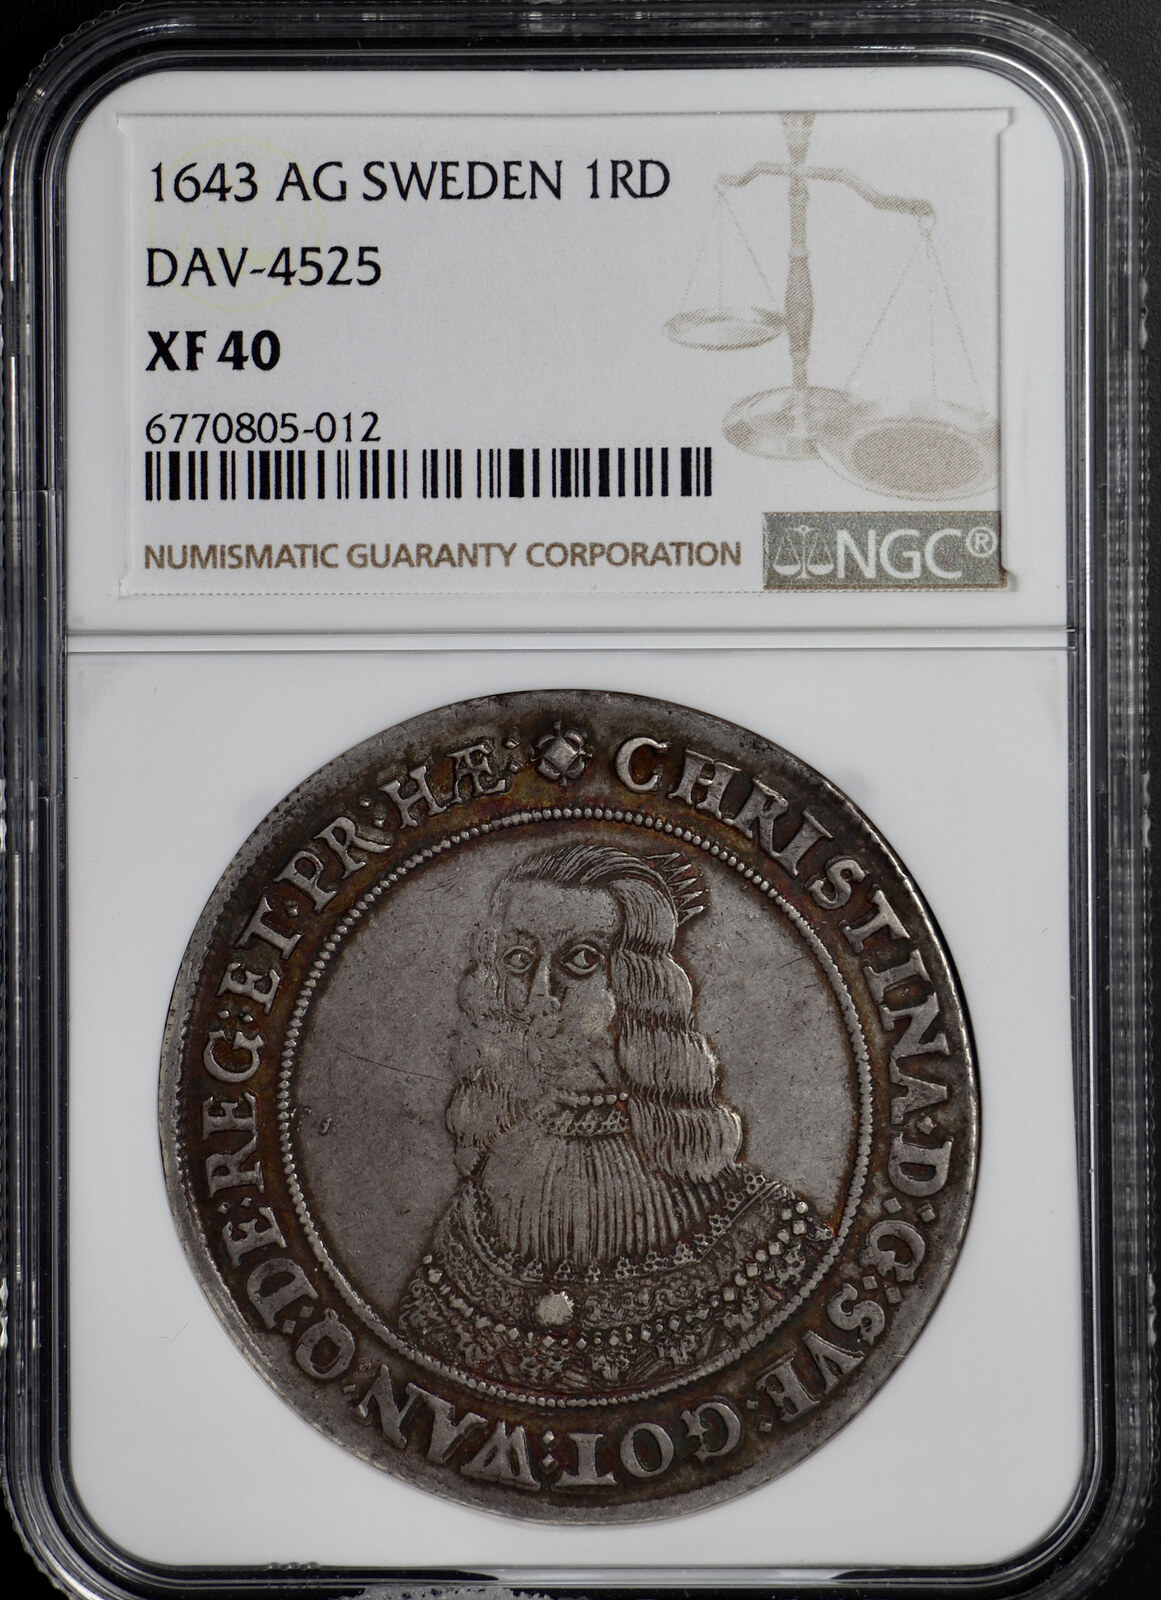 1643 AG SWEDEN 1RD
DAV-4525
XF 40
6770805-012
NUMISMATIC GUARANTY CORPORATION
NGC®
CHRISTINA·D:G:SVE:GOT:WAN·Q:DE:REG:ET·PR:HÆ: